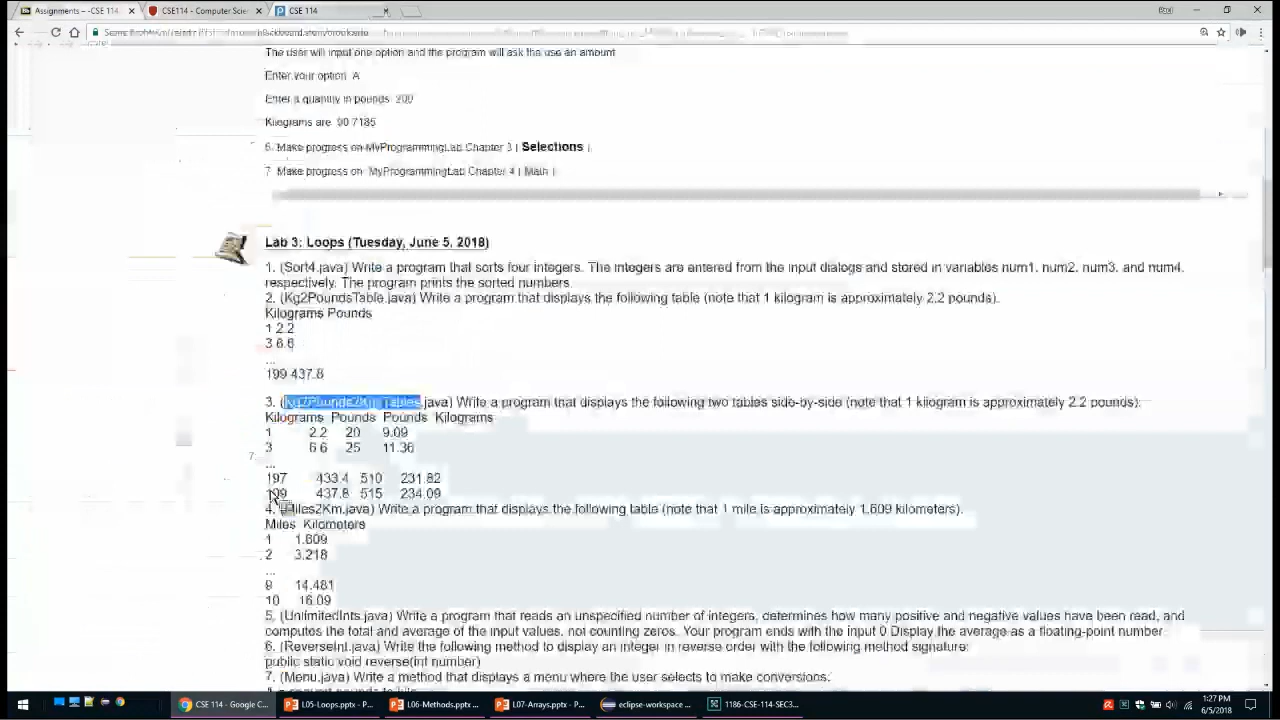 Assignments – CSE 114
CSE114 - Computer Scien
CSE 114
The user will input one option and the program will ask the use an amount
Enter your option A
Enter a quantity in pounds 200
Kilograms are 90 7185
6. Make progress on MyProgrammingLab Chapter 3 | Selections |
7 Make progress on MyProgrammingLab Chapter 4 | Main |
Lab 3: Loops (Tuesday, June 5, 2018)
1. (Sort4.java) Write a program that sorts four integers. The integers are entered from the input dialogs and stored in variables num1, num2, num3, and num4,
respectively. The program prints the sorted numbers.
2. (Kg2PoundsTable.java) Write a program that displays the following table (note that 1 kilogram is approximately 2.2 pounds).
Kilograms Pounds
1 2.2
3 6.6
...
199 437.8
3. (Kg2Pounds2Kg Tables.java) Write a program that displays the following two tables side-by-side (note that 1 kilogram is approximately 2.2 pounds):
Kilograms Pounds Pounds Kilograms
1 2.2 20 9.09
3 6 6 25 11.36
...
197 433.4 510 231.82
199 437.8 515 234.09
4. (Miles2Km.java) Write a program that displays the following table (note that 1 mile is approximately 1.609 kilometers).
Miles Kilometers
1 1.609
2 3.218
...
9 14.481
10 16.09
5. (UnlimitedInts.java) Write a program that reads an unspecified number of integers, determines how many positive and negative values have been read, and
computes the total and average of the input values, not counting zeros. Your program ends with the input 0 Display the average as a floating-point number
6. (ReverseInt.java) Write the following method to display an integer in reverse order with the following method signature:
public static void reverse(int number)
7. (Menu.java) Write a method that displays a menu where the user selects to make conversions.
CSE 114 - Google C...
L05-Loops.pptx - P...
L06-Methods.pptx ...
L07-Arrays.pptx - P...
eclipse-workspace ...
1186-CSE-114-SEC3...
1:27 PM
6/5/2018